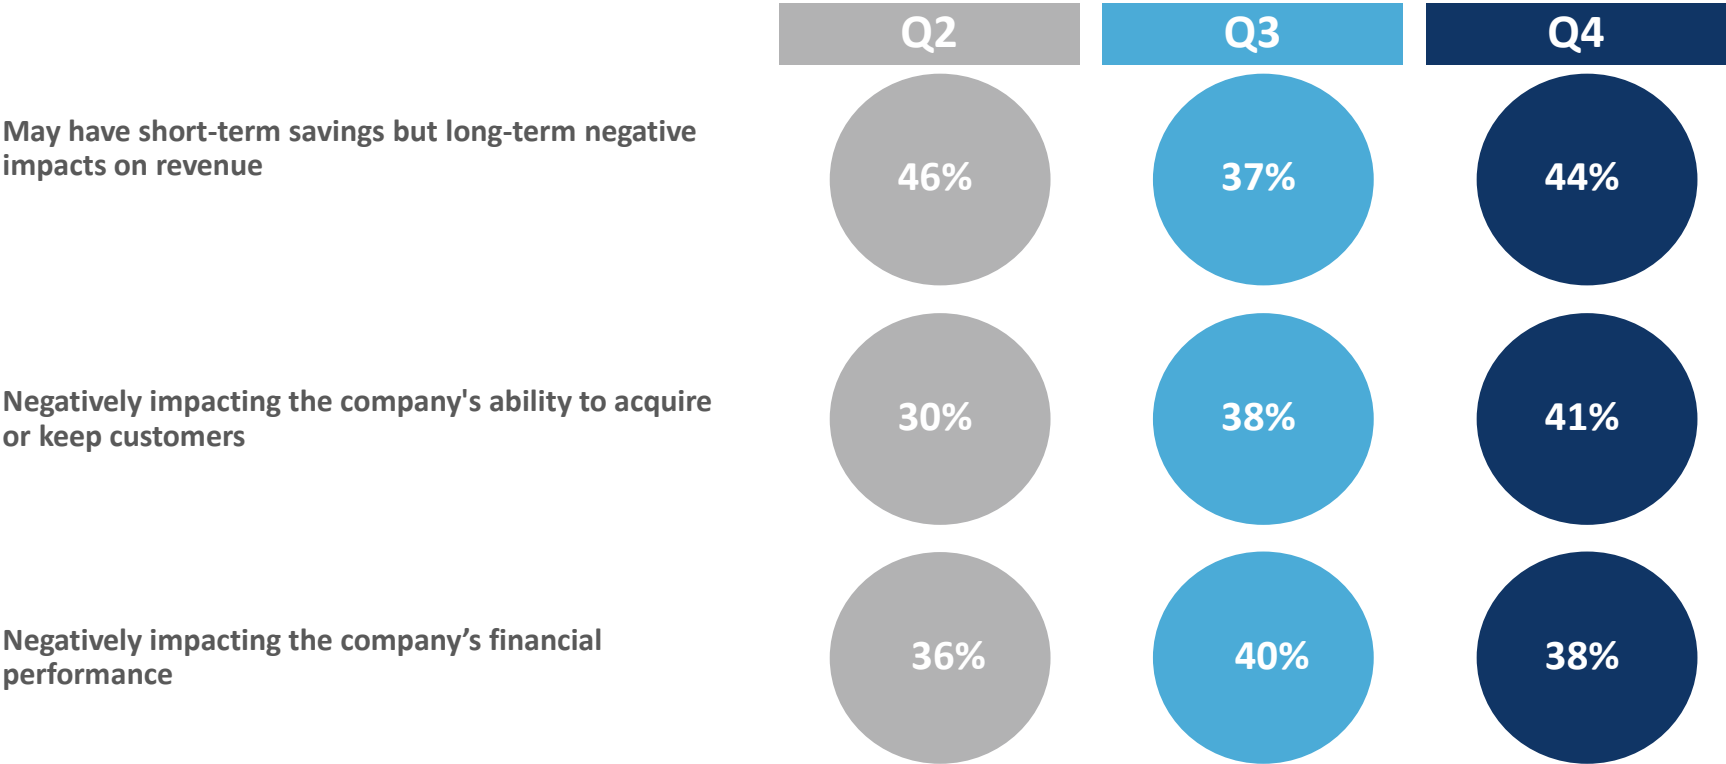 Q2 Q3 Q4
May have short-term savings but long-term negative
impacts on revenue
46% 37% 44%
Negatively impacting the company's ability to acquire
or keep customers
30% 38% 41%
Negatively impacting the company’s financial
performance
36% 40% 38%